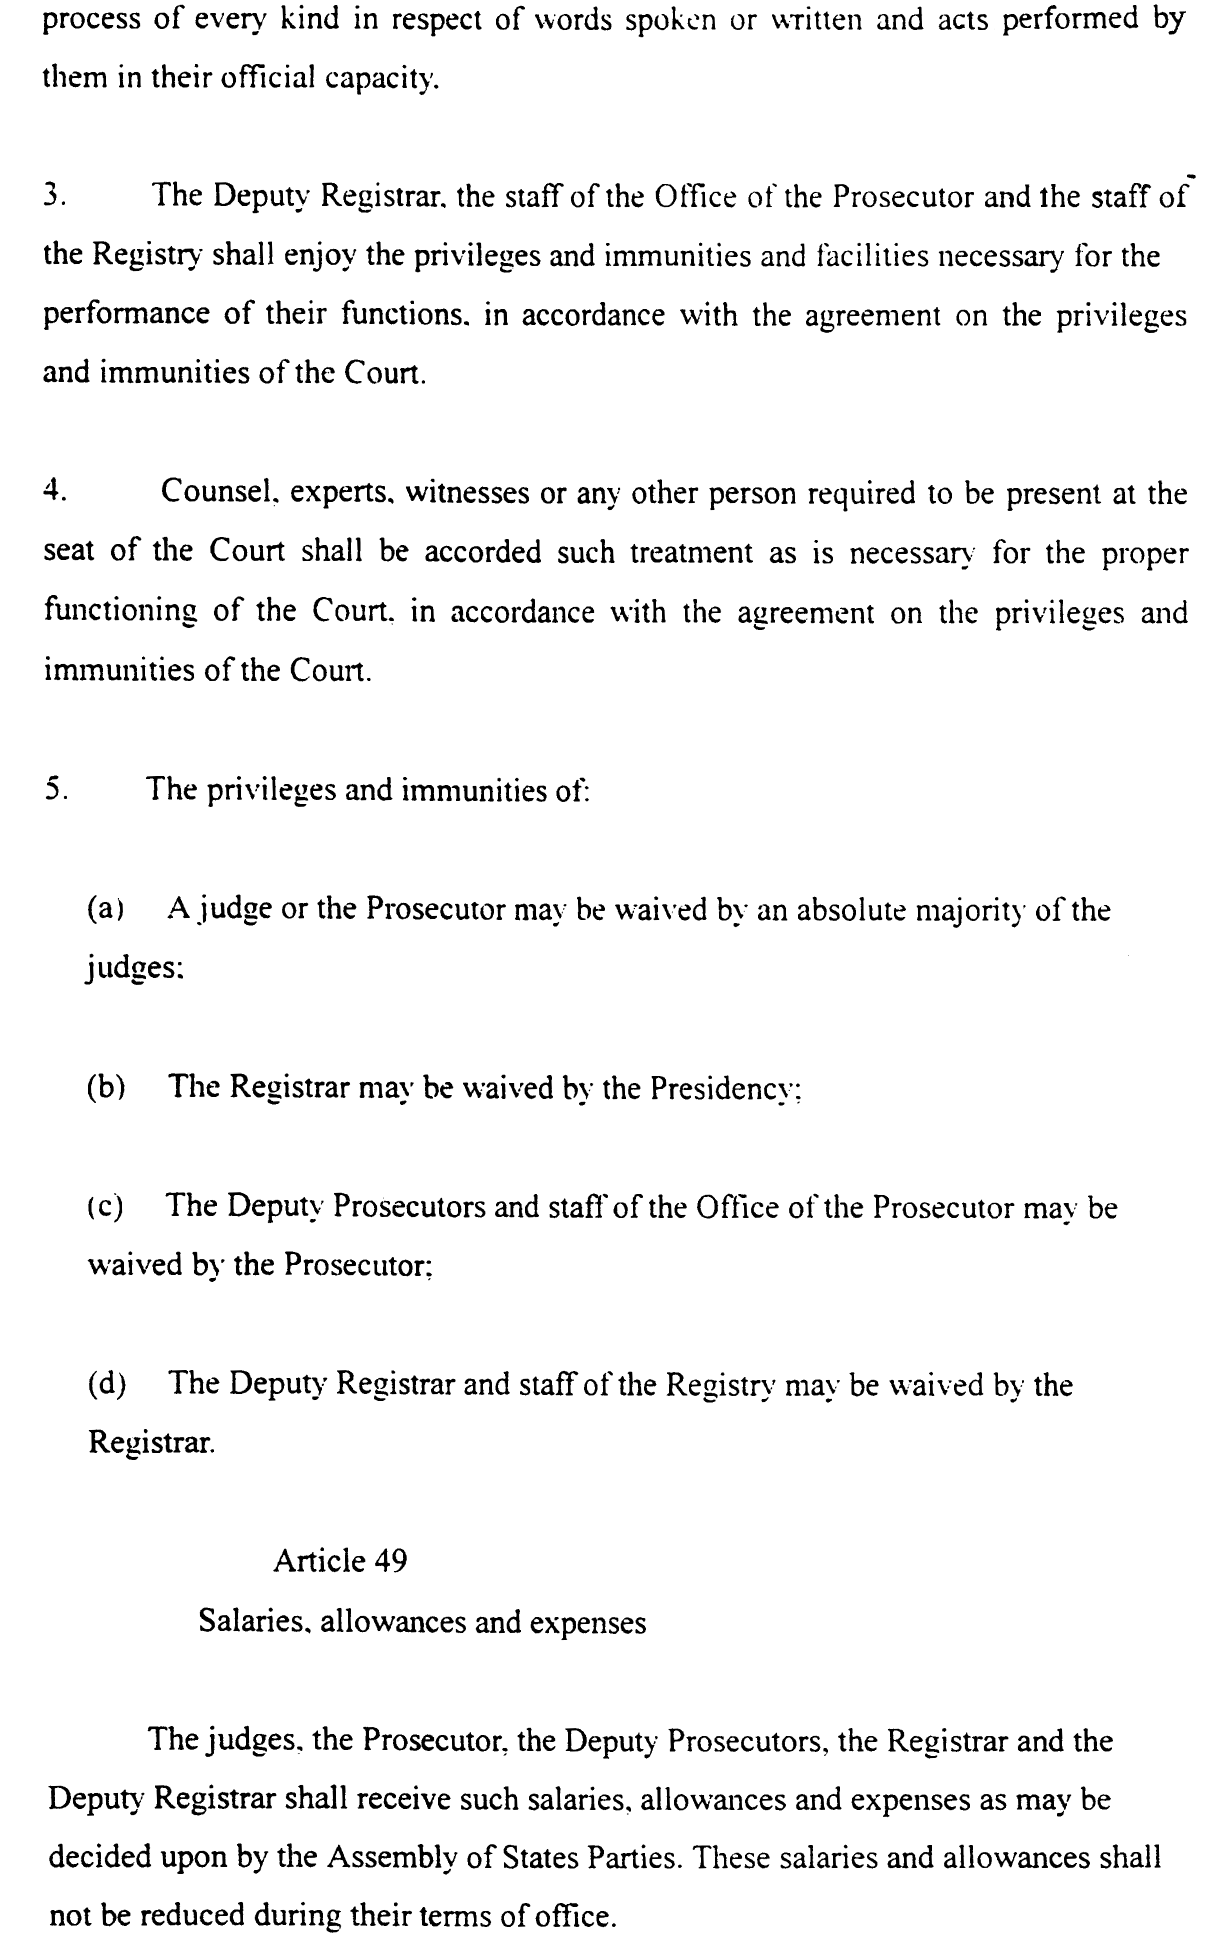 process of every kind in respect of words spoken or written and acts performed by
them in their official capacity.
3. The Deputy Registrar, the staff of the Office of the Prosecutor and the staff of
the Registry shall enjoy the privileges and immunities and facilities necessary for the
performance of their functions, in accordance with the agreement on the privileges
and immunities of the Court.
4. Counsel, experts, witnesses or any other person required to be present at the
seat of the Court shall be accorded such treatment as is necessary for the proper
functioning of the Court, in accordance with the agreement on the privileges and
immunities of the Court.
5. The privileges and immunities of:
(a) A judge or the Prosecutor may be waived by an absolute majority of the
judges;
(b) The Registrar may be waived by the Presidency;
(c) The Deputy Prosecutors and staff of the Office of the Prosecutor may be
waived by the Prosecutor;
(d) The Deputy Registrar and staff of the Registry may be waived by the
Registrar.
Article 49
Salaries, allowances and expenses
The judges, the Prosecutor, the Deputy Prosecutors, the Registrar and the
Deputy Registrar shall receive such salaries, allowances and expenses as may be
decided upon by the Assembly of States Parties. These salaries and allowances shall
not be reduced during their terms of office.